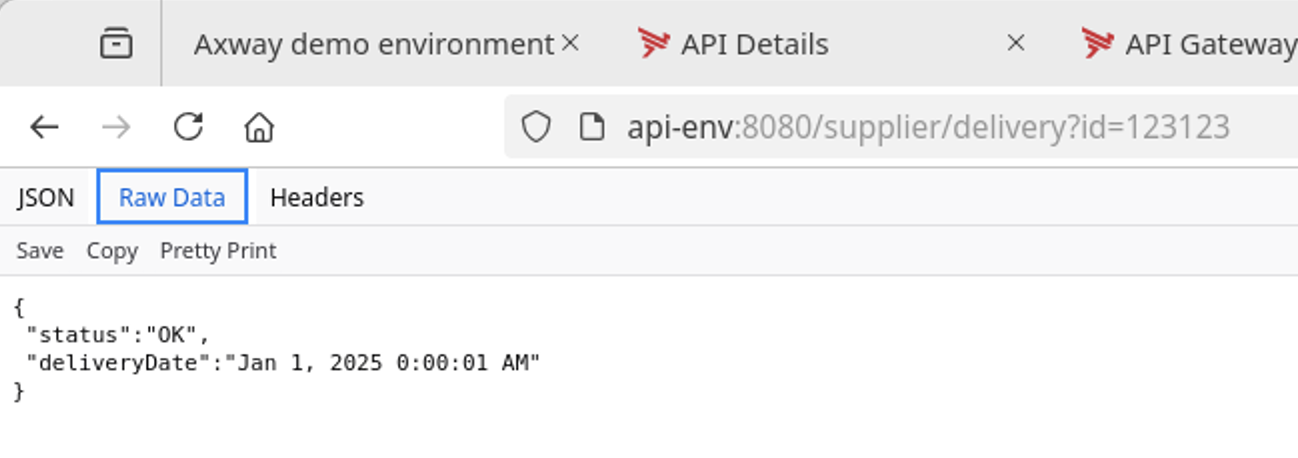 Axway demo environment
API Details
API Gateway
api-env:8080/supplier/delivery?id=123123
JSON Raw Data Headers
Save Copy Pretty Print
{
"status":"OK",
"deliveryDate":"Jan 1, 2025 0:00:01 AM"
}